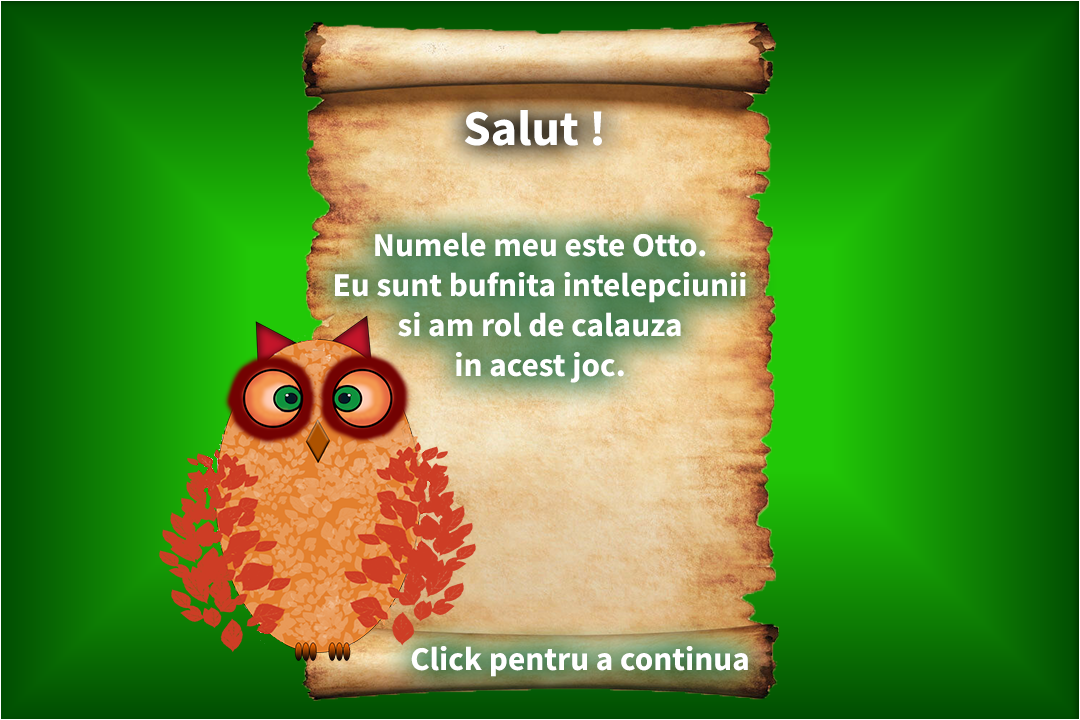 Salut !
Numele meu este Otto.
Eu sunt bufnita intelepciunii
si am rol de calauza
in acest joc.
Click pentru a continua